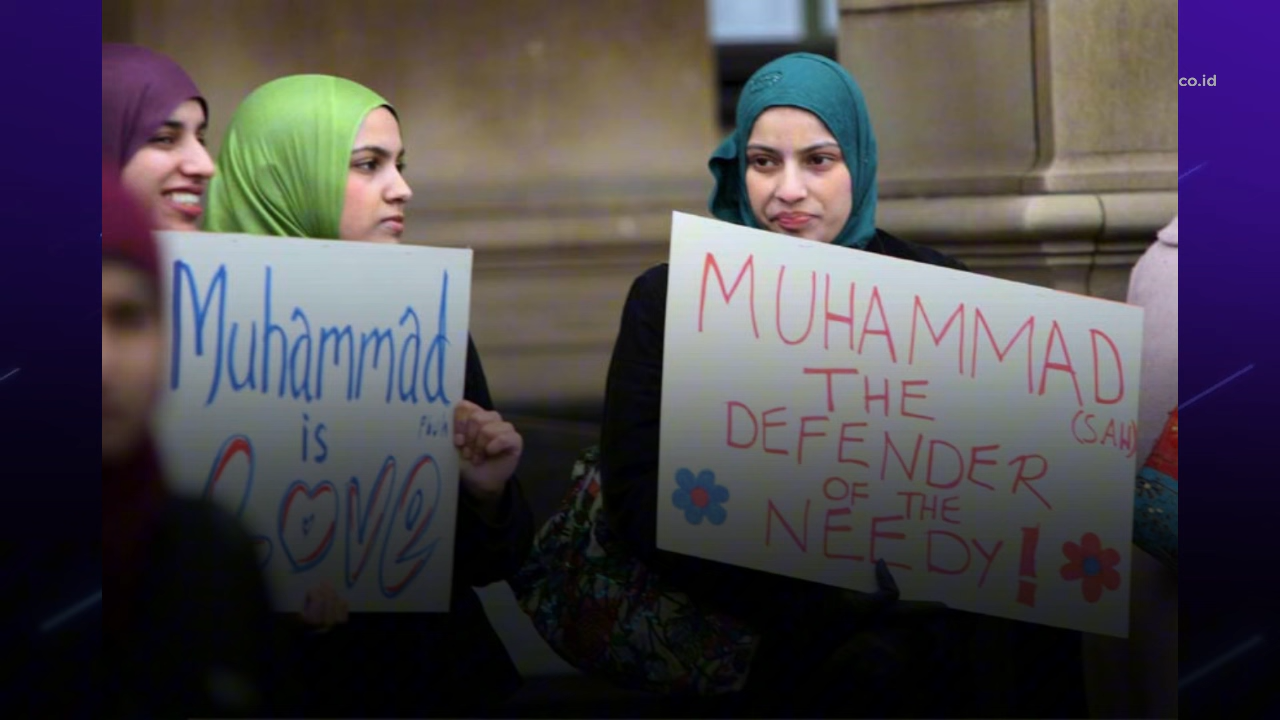 co.id
Muhammad
is
Love
MUHAMMAD
(SAW)
THE
DEFENDER
OF THE
NEEDY!